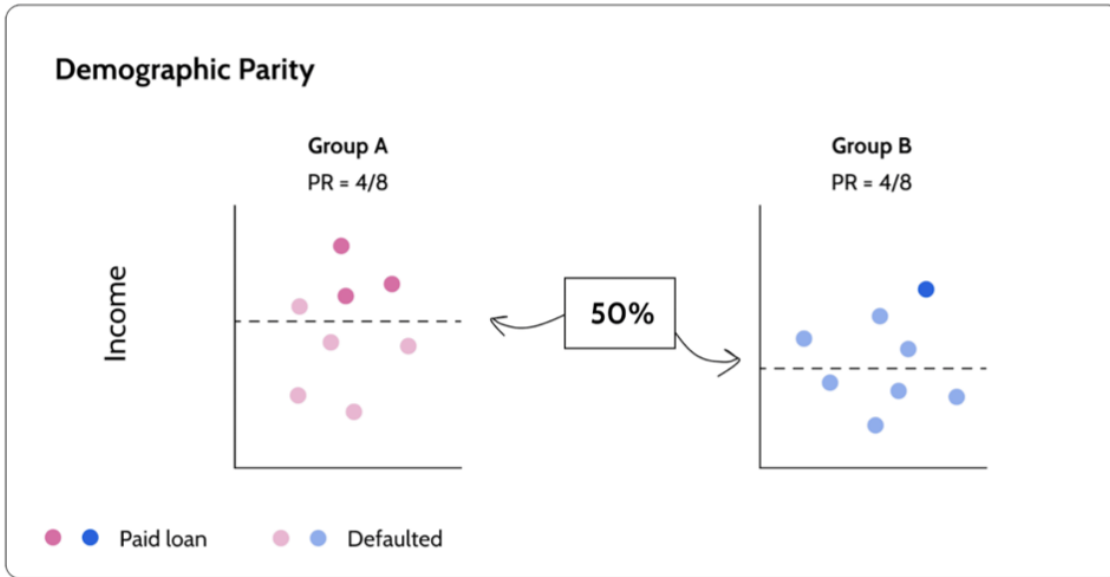 Demographic Parity
Group A
PR = 4/8
Group B
PR = 4/8
Income
50%
Paid loan
Defaulted